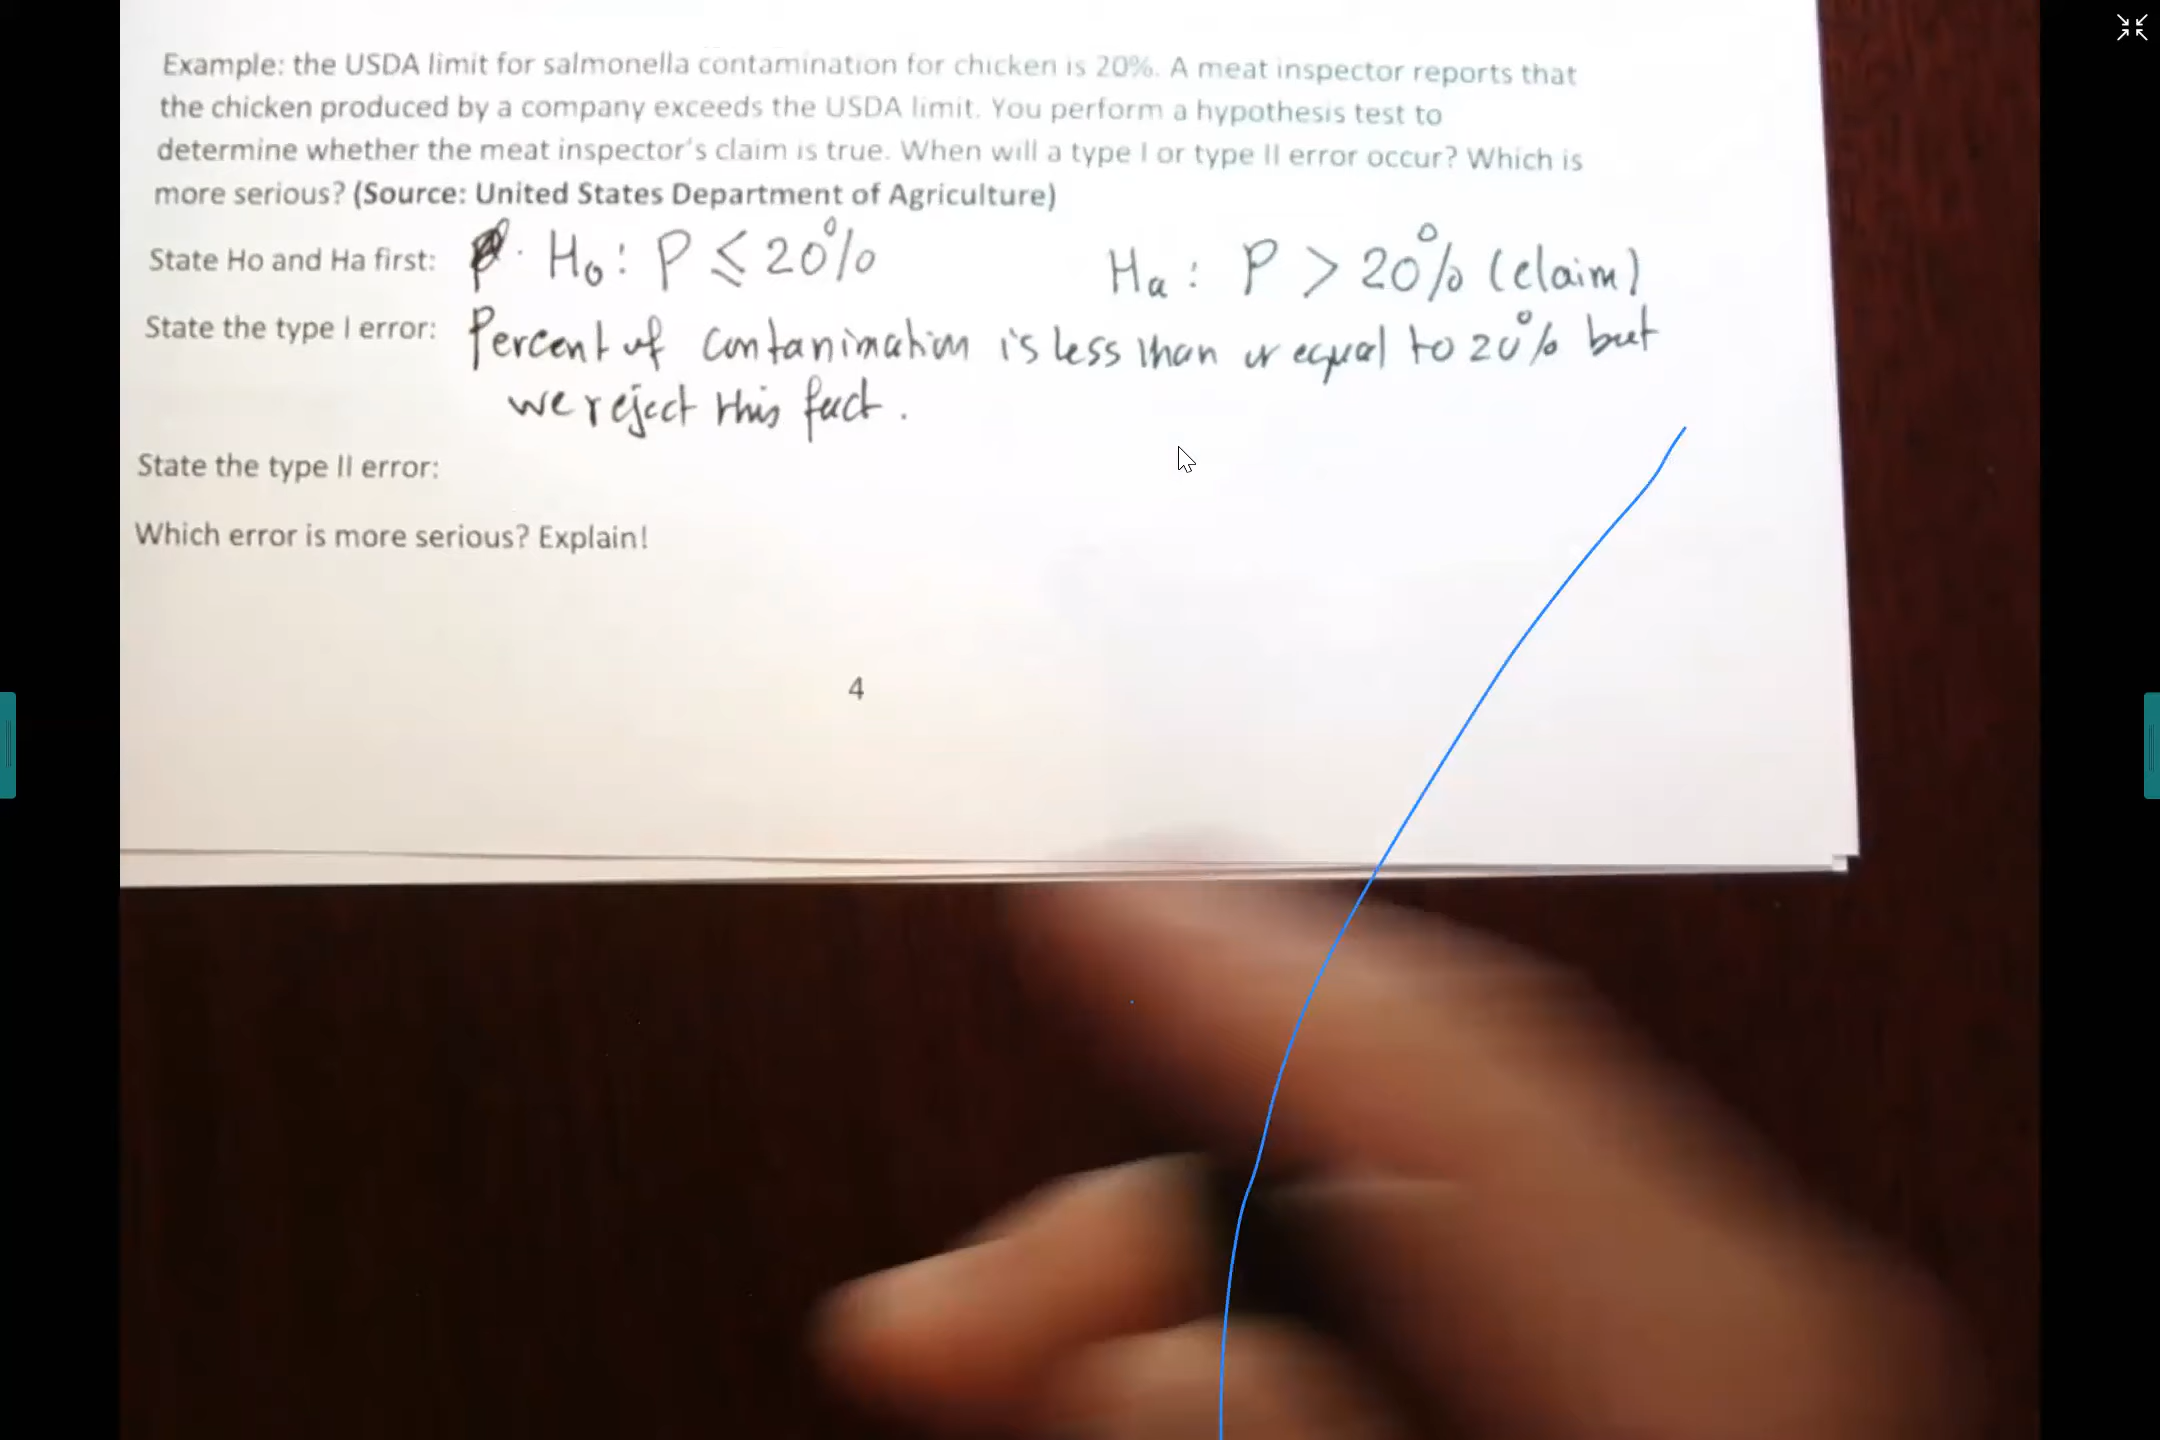 Example: the USDA limit for salmonella contamination for chicken is 20%. A meat inspector reports that
the chicken produced by a company exceeds the USDA limit. You perform a hypothesis test to
determine whether the meat inspector's claim is true. When will a type I or type II error occur? Which is
more serious? (Source: United States Department of Agriculture)
State Ho and Ha first: H₀: P ≤ 20% Hₐ: P > 20% (claim)
State the type I error: Percent of contanimation is less than or equal to 20% but
we reject this fact.
State the type II error:
Which error is more serious? Explain!
4